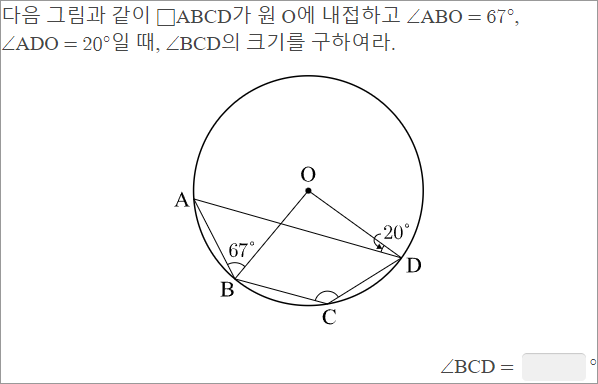 다음 그림과 같이 □ABCD가 원 O에 내접하고 ∠ABO = 67°,
∠ADO = 20°일 때, ∠BCD의 크기를 구하여라.
O
A
20°
67°
D
B
C
∠BCD = °